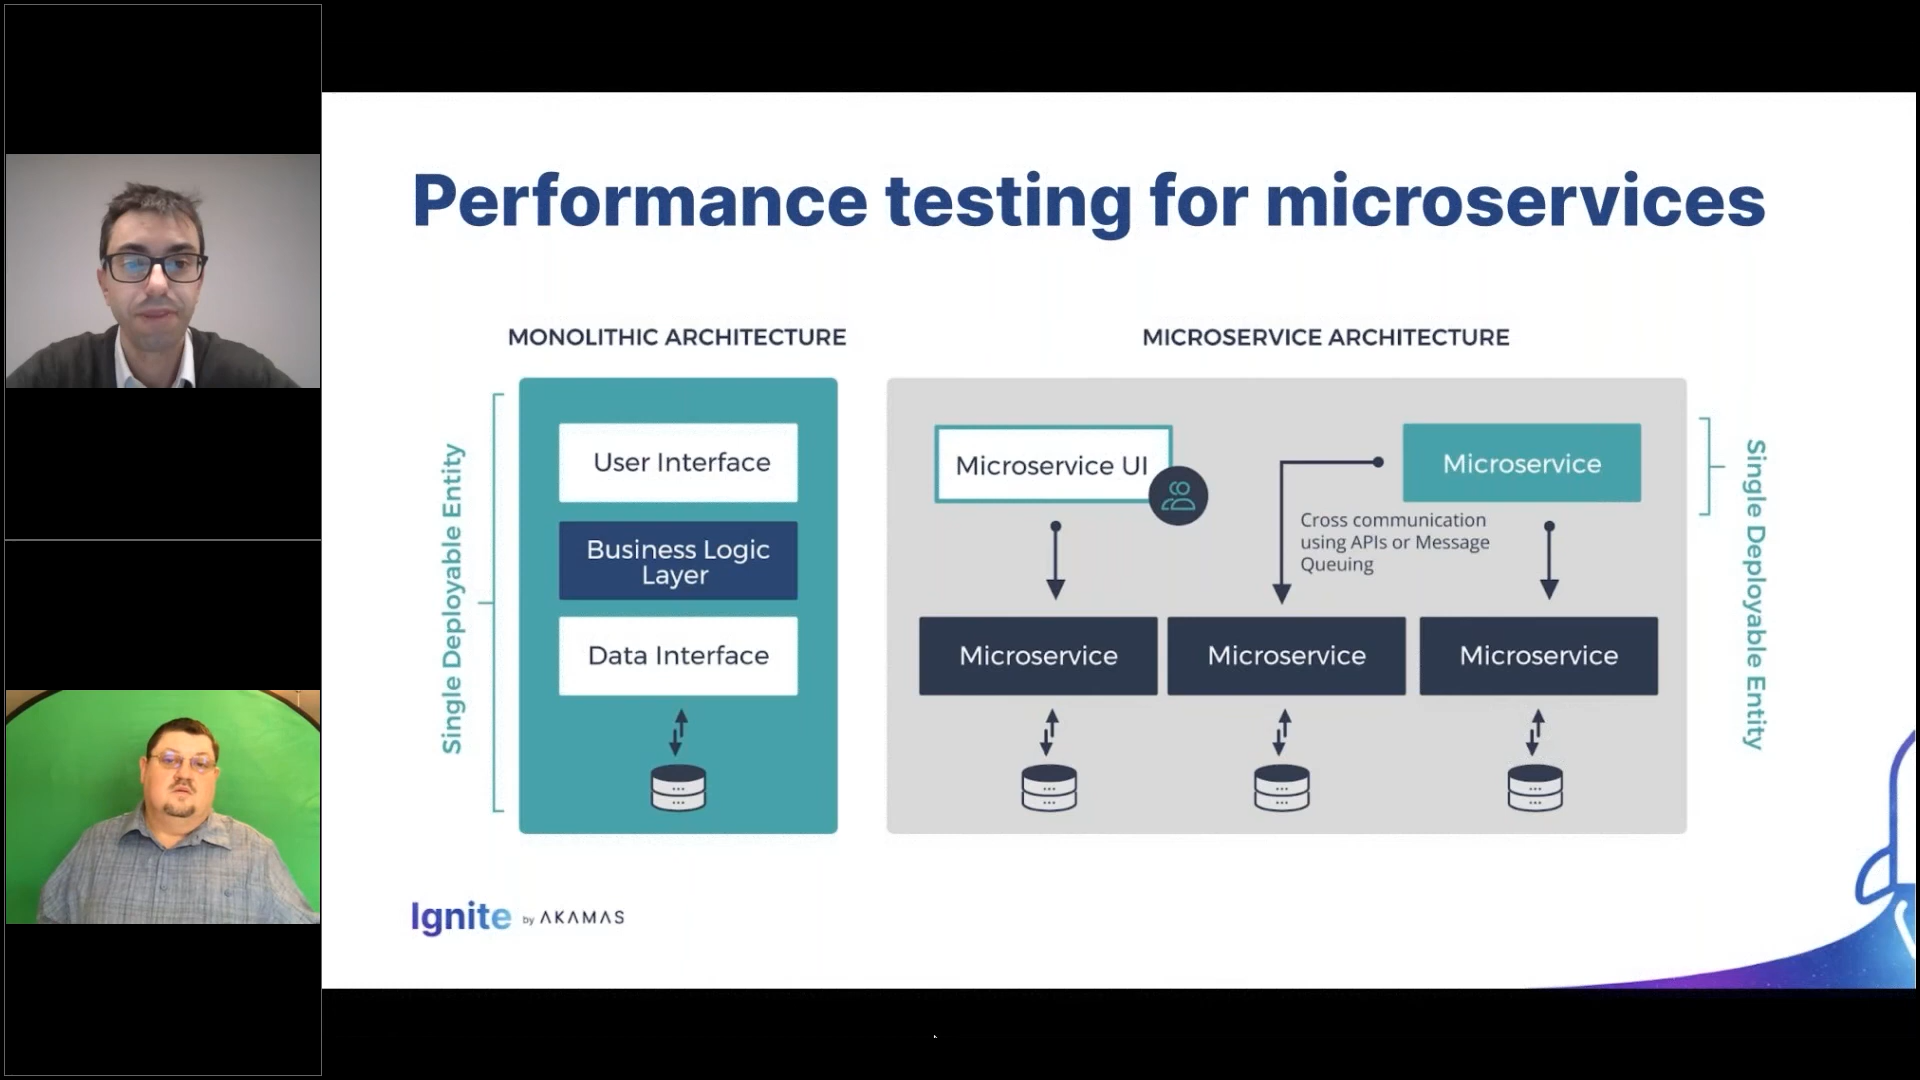 Performance testing for microservices
MONOLITHIC ARCHITECTURE
Single Deployable Entity
User Interface
Business Logic
Layer
Data Interface
MICROSERVICE ARCHITECTURE
Microservice UI
Microservice
Cross communication
using APIs or Message
Queuing
Microservice
Microservice
Microservice
Single Deployable Entity
Ignite by AKAMAS